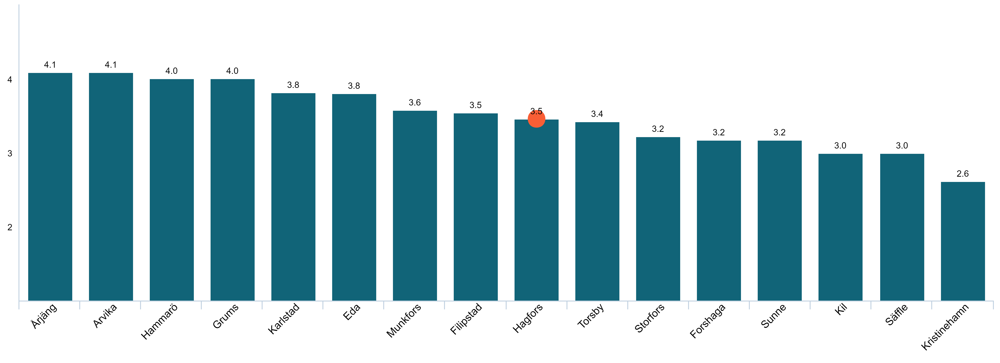 4.1
4.1
4.0
4.0
3.8
3.8
3.6
3.5
3.5
3.4
3.2
3.2
3.2
3.0
3.0
2.6
4
3
2
Årjäng
Arvika
Hammarö
Grums
Karlstad
Eda
Munkfors
Filipstad
Hagfors
Torsby
Storfors
Forshaga
Sunne
Kil
Säffle
Kristinehamn